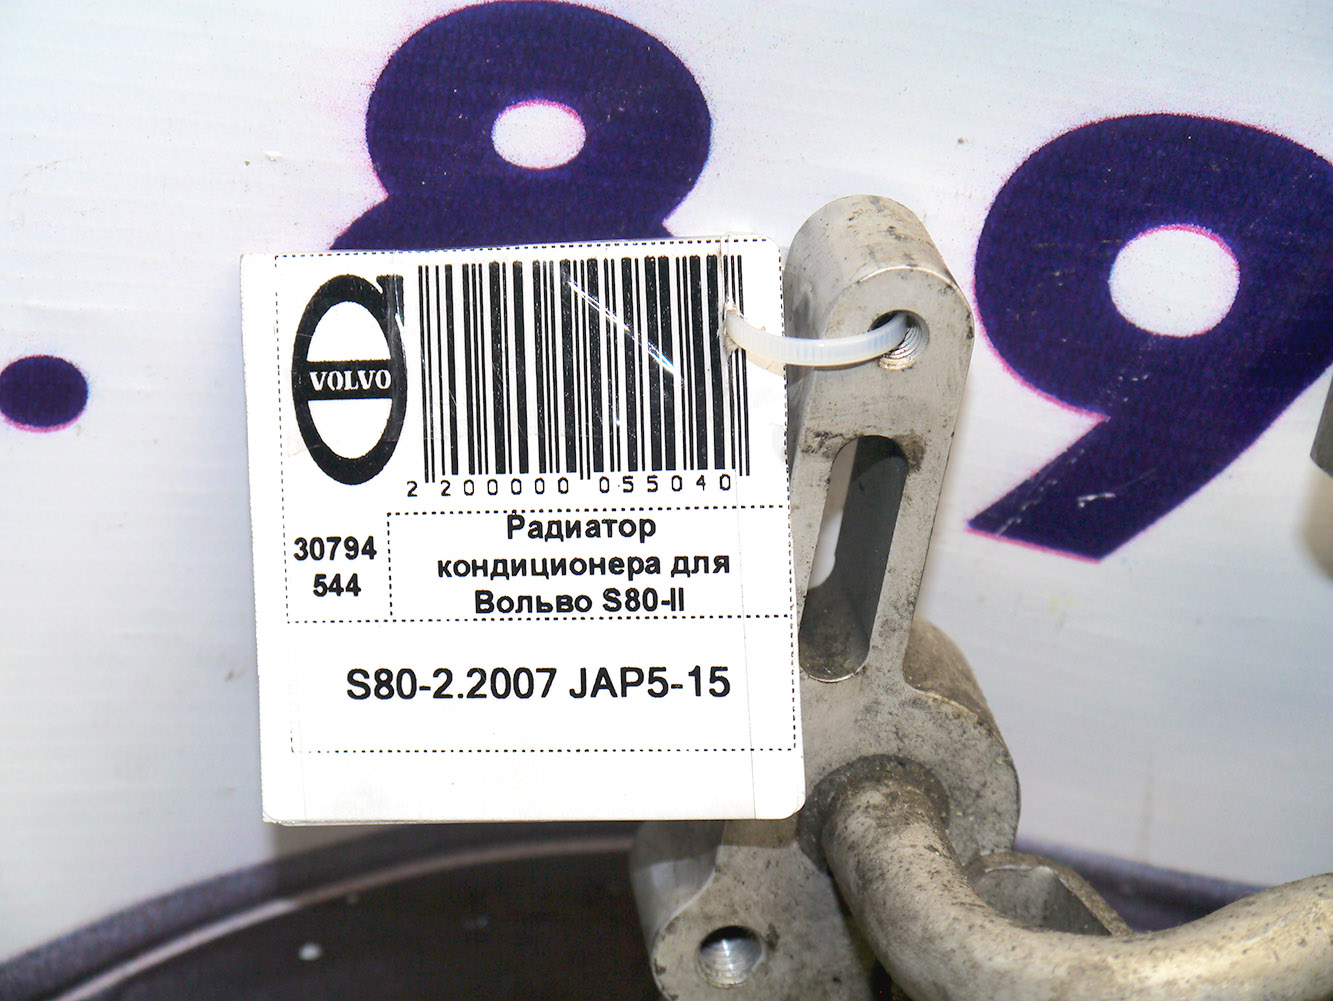 8
9
.
VOLVO
2 200000 055040
30794
544
Радиатор
кондиционера для
Вольво S80-II
S80-2.2007 JAP5-15